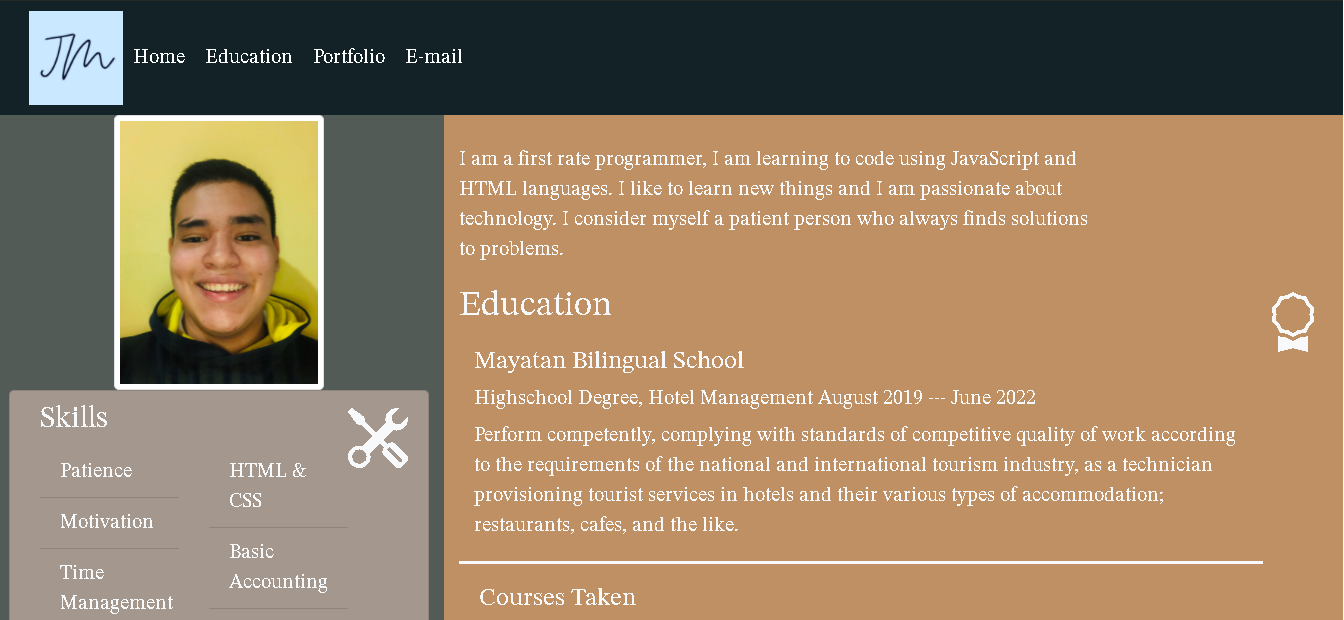 JM
Home Education Portfolio E-mail
I am a first rate programmer, I am learning to code using JavaScript and
HTML languages. I like to learn new things and I am passionate about
technology. I consider myself a patient person who always finds solutions
to problems.
Education
Mayatan Bilingual School
Highschool Degree, Hotel Management August 2019 --- June 2022
Perform competently, complying with standards of competitive quality of work according
to the requirements of the national and international tourism industry, as a technician
provisioning tourist services in hotels and their various types of accommodation;
restaurants, cafes, and the like.
Courses Taken
Skills
Patience
Motivation
Time
Management
HTML &
CSS
Basic
Accounting